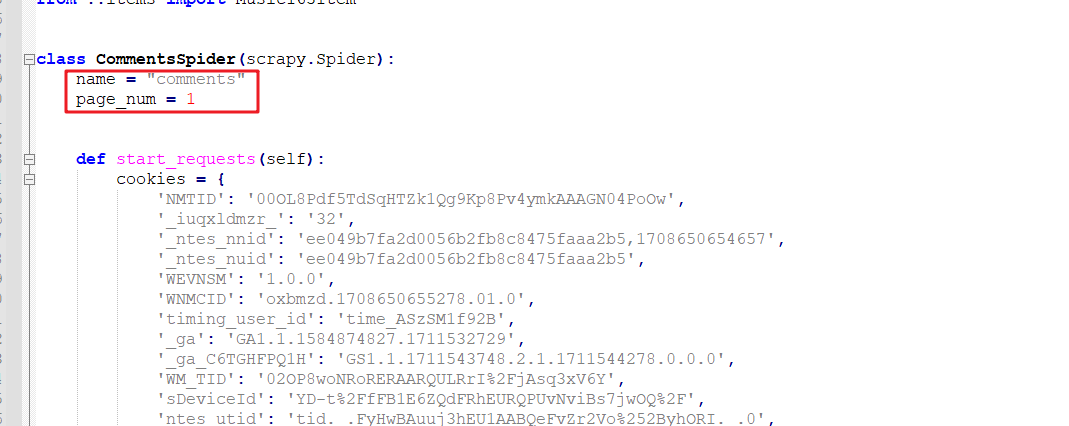 from ..items import Music163Item
class CommentsSpider(scrapy.Spider):
name = "comments"
page_num = 1
def start_requests(self):
cookies = {
'NMTID': '00OL8Pdf5TdSqHTZk1Qg9Kp8Pv4ymkAAAGN04PoOw',
'_iuqxldmzr_': '32',
'_ntes_nnid': 'ee049b7fa2d0056b2fb8c8475faaa2b5,1708650654657',
'_ntes_nuid': 'ee049b7fa2d0056b2fb8c8475faaa2b5',
'WEVNSM': '1.0.0',
'WNMCID': 'oxbmzd.1708650655278.01.0',
'timing_user_id': 'time_ASzSM1f92B',
'_ga': 'GA1.1.1584874827.1711532729',
'_ga_C6TGHFPQ1H': 'GS1.1.1711543748.2.1.1711544278.0.0.0',
'WM_TID': '02OP8woNRoRERAARQULRrI%2FjAsq3xV6Y',
'sDeviceId': 'YD-t%2FfFB1E6ZQdFRhEURQPUvNviBs7jwOQ%2F',
'ntes_utid': 'tid._.FyHwBAuuj3hEU1AABQeFvZr2Vo%252ByhORI._.0',